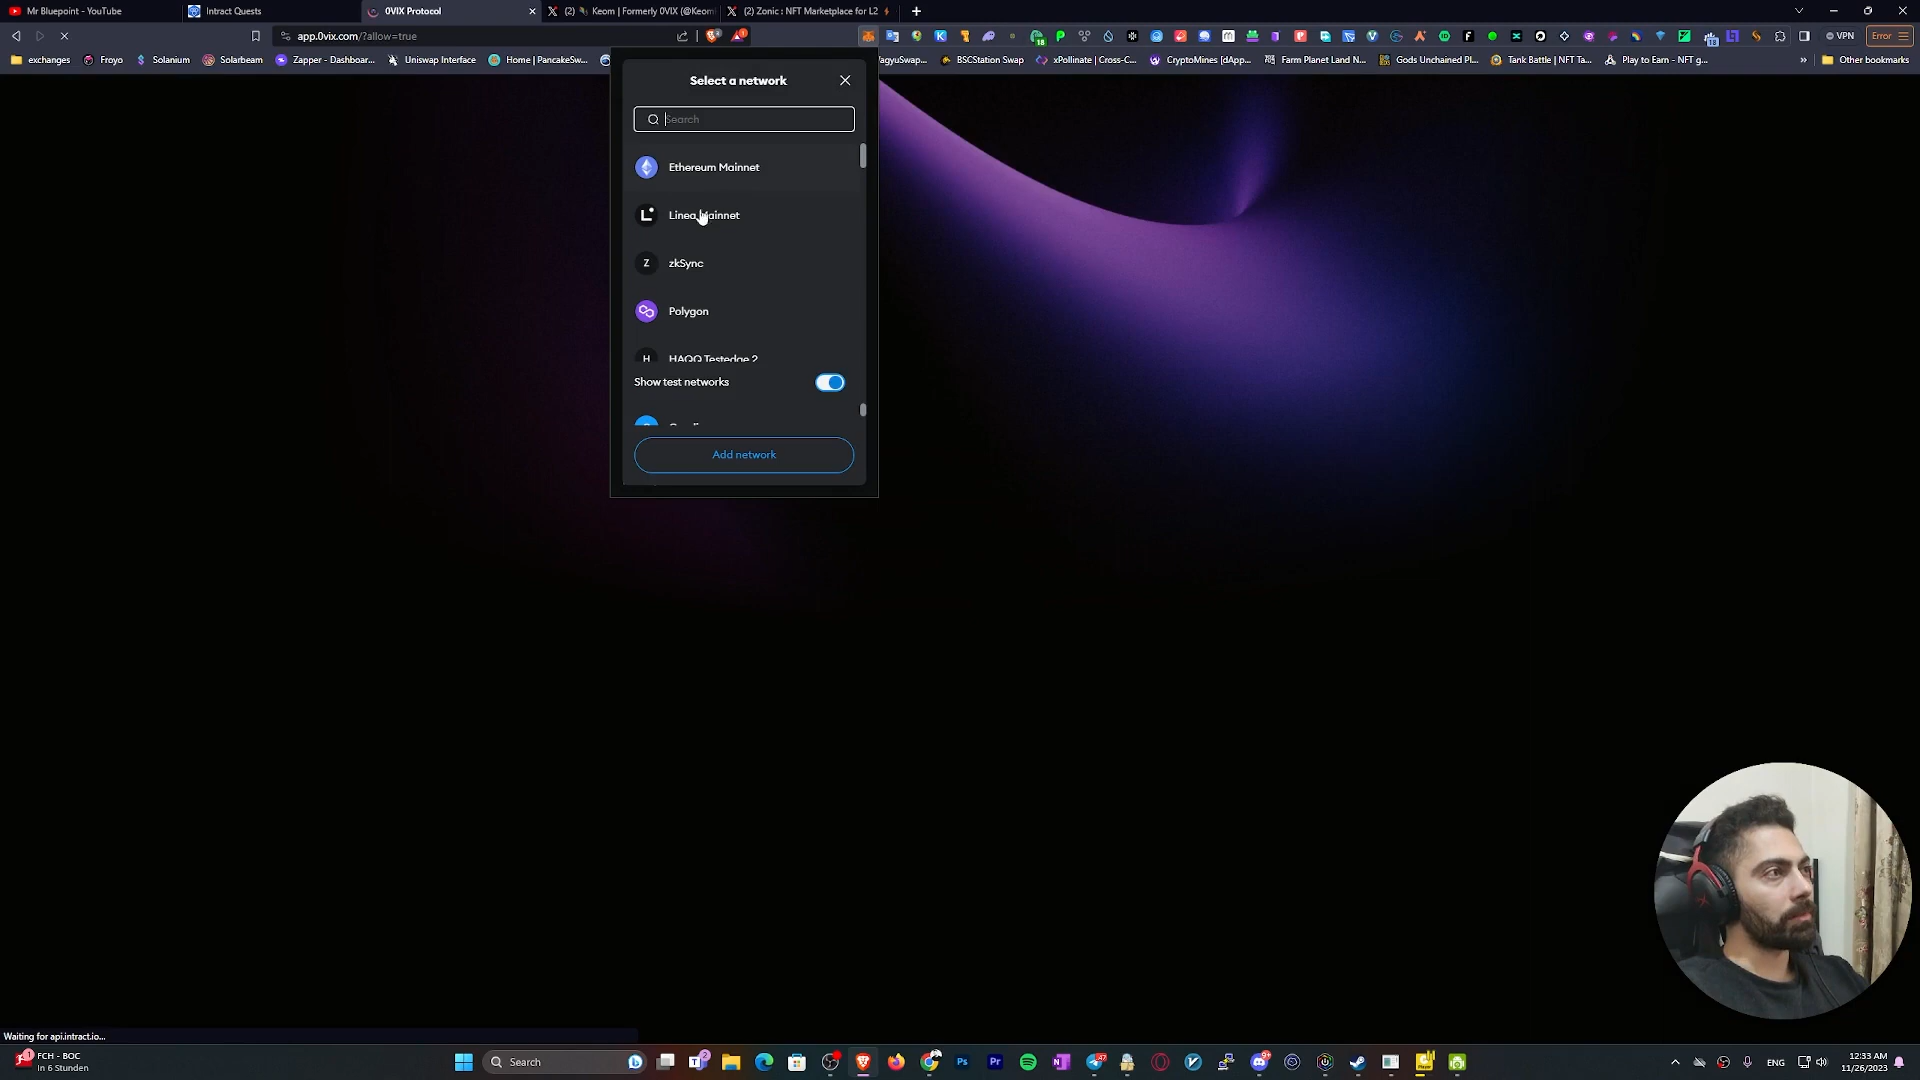 Mr Bluepoint - YouTube
Intract Quests
0VIX Protocol
(2) Keom | Formerly 0VIX (@Keom
(2) Zonic : NFT Marketplace for L2
app.0vix.com/?allow=true
VPN
Error
exchanges
Froyo
Solanium
Solarbeam
Zapper - Dashboar...
Uniswap Interface
Home | PancakeSw...
VagyuSwap...
BSCStation Swap
xPollinate | Cross-C...
CryptoMines [dApp...
Farm Planet Land N...
Gods Unchained Pl...
Tank Battle | NFT Ta...
Play to Earn - NFT g...
Other bookmarks
Select a network
Search
Ethereum Mainnet
Linea Mainnet
Z zkSync
Polygon
H HAQQ Testedge 2
Show test networks
Add network
Waiting for api.intract.io...
FCH - BOC
In 6 Stunden
Search
ENG
12:33 AM
11/26/2023